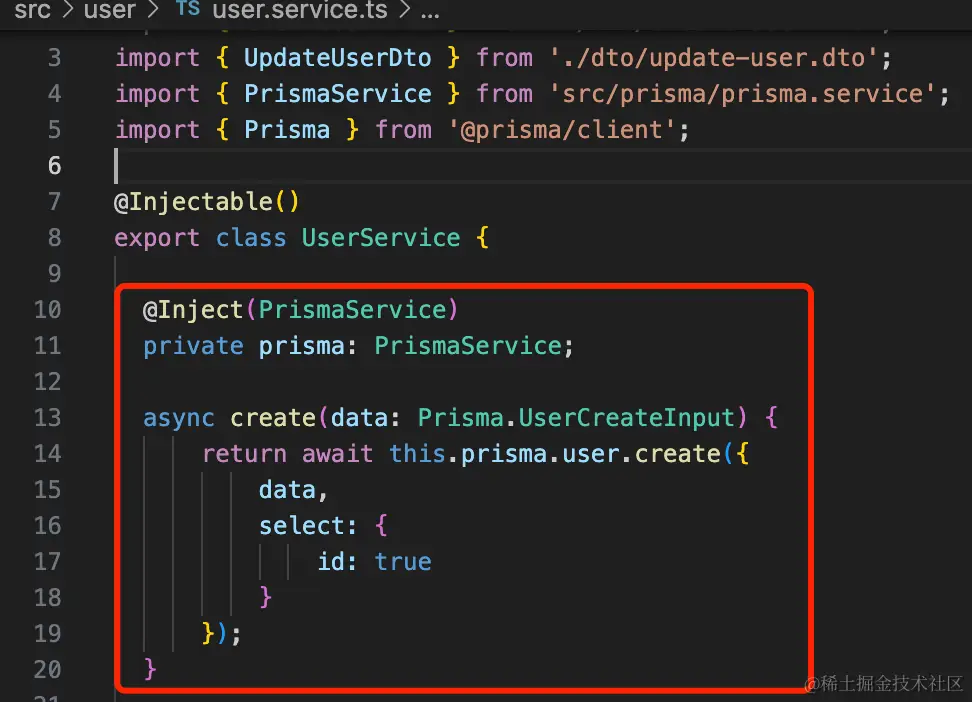 src > user > TS user.service.ts > ...
3 import { UpdateUserDto } from './dto/update-user.dto';
4 import { PrismaService } from 'src/prisma/prisma.service';
5 import { Prisma } from '@prisma/client';
6
7 @Injectable()
8 export class UserService {
9
10 @Inject(PrismaService)
11 private prisma: PrismaService;
12
13 async create(data: Prisma.UserCreateInput) {
14 return await this.prisma.user.create({
15 data,
16 select: {
17 id: true
18 }
19 });
20 }
@稀土掘金技术社区